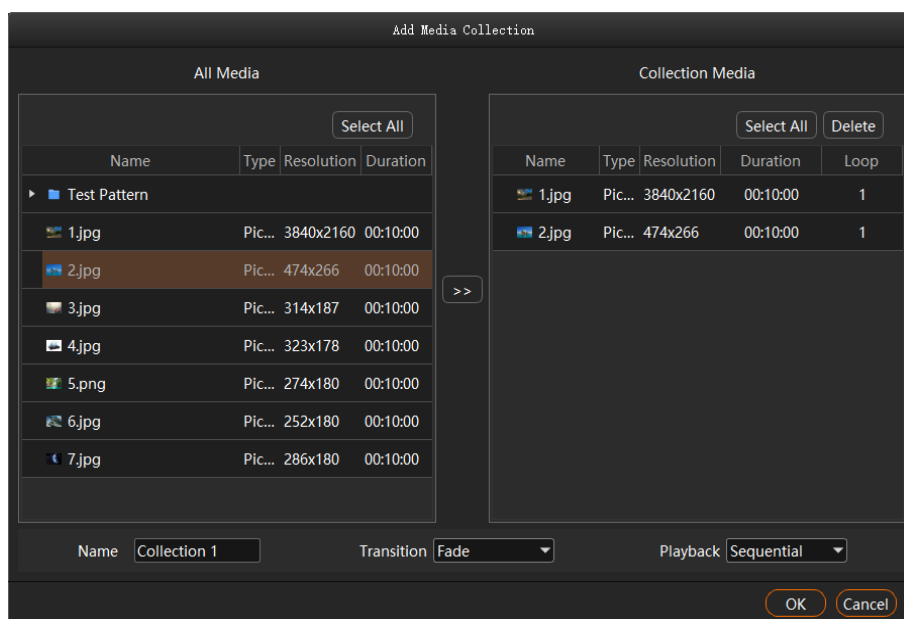 Add Media Collection
All Media
Select All
Name Type Resolution Duration
Test Pattern
1.jpg Pic... 3840x2160 00:10:00
2.jpg Pic... 474x266 00:10:00
3.jpg Pic... 314x187 00:10:00
4.jpg Pic... 323x178 00:10:00
5.png Pic... 274x180 00:10:00
6.jpg Pic... 252x180 00:10:00
7.jpg Pic... 286x180 00:10:00
>>
Collection Media
Select All Delete
Name Type Resolution Duration Loop
1.jpg Pic... 3840x2160 00:10:00 1
2.jpg Pic... 474x266 00:10:00 1
Name Collection 1 Transition Fade Playback Sequential
OK Cancel